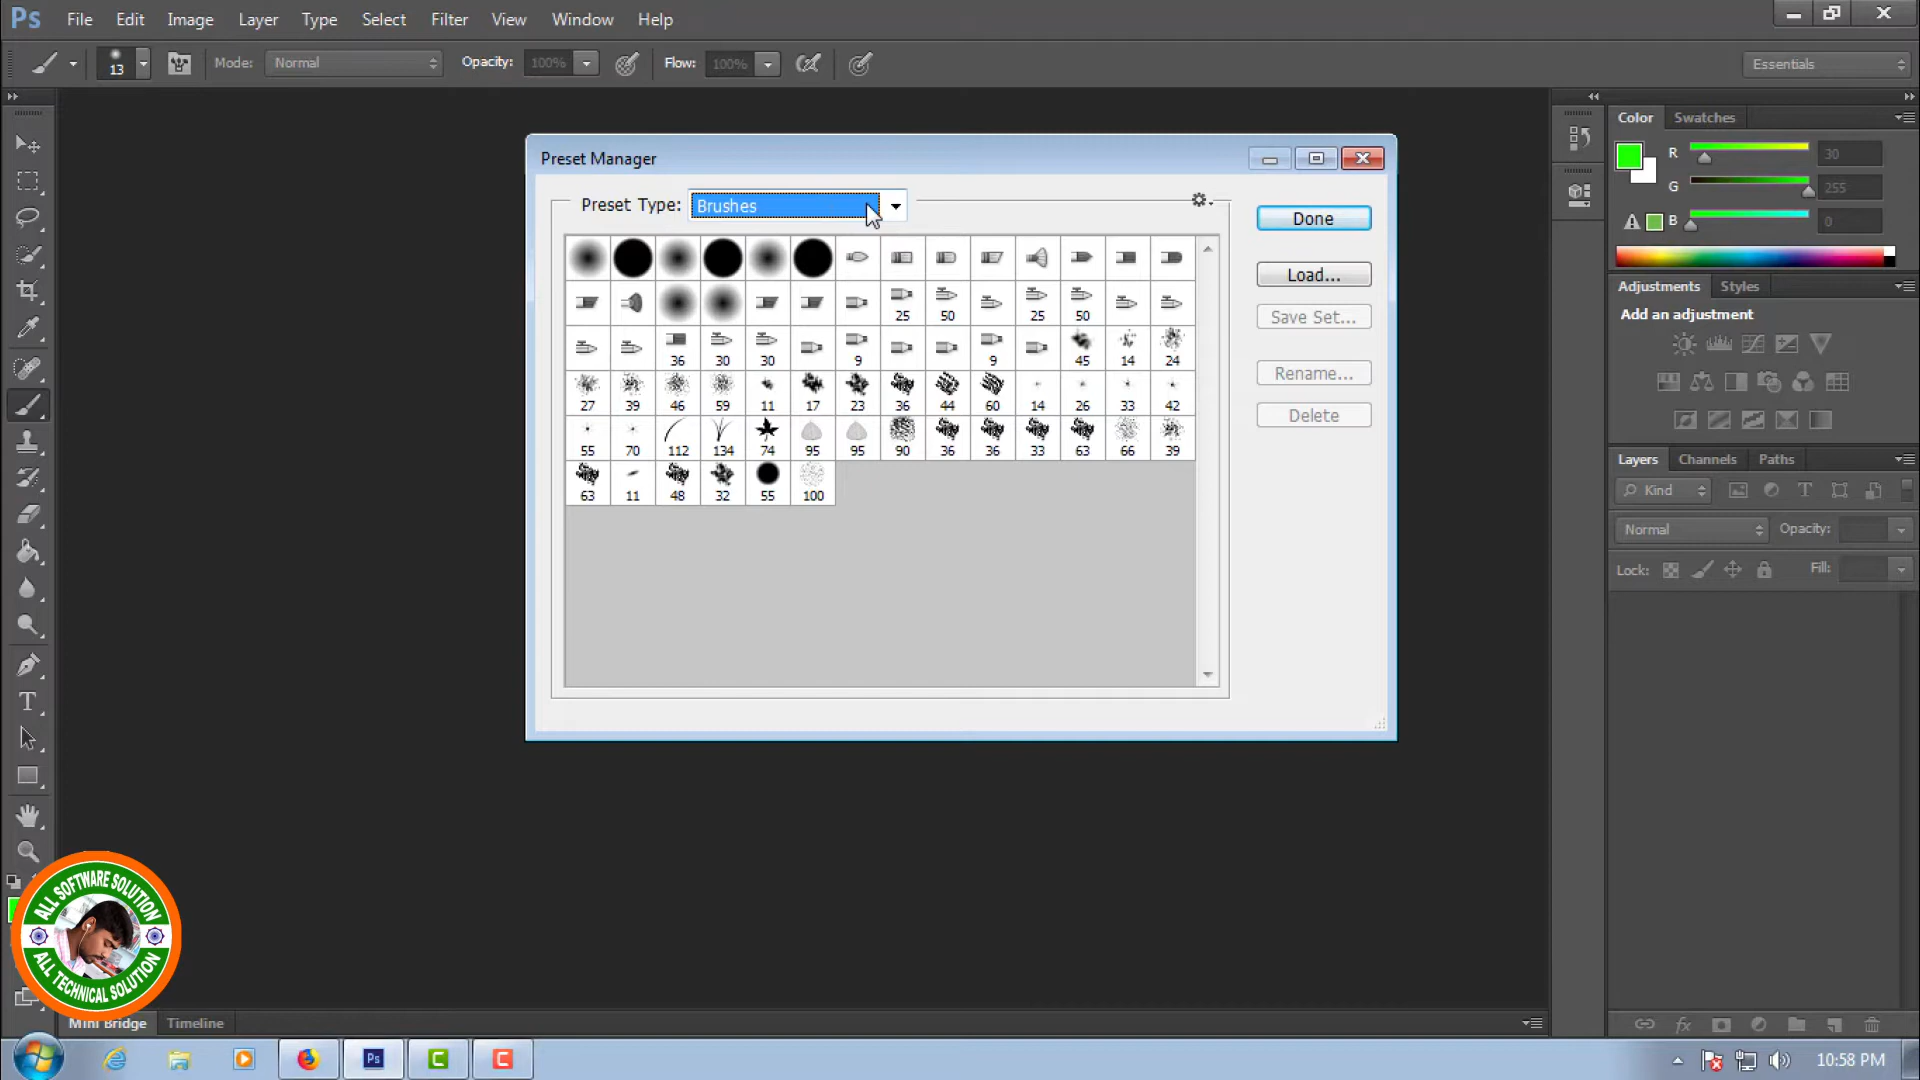 Ps File Edit Image Layer Type Select Filter View Window Help
13 Mode: Normal Opacity: 100% Flow: 100% Essentials
Color Swatches
R 30
G 255
B 0
Adjustments Styles
Add an adjustment
Layers Channels Paths
Kind
Normal Opacity:
Lock: Fill:
Preset Manager
Preset Type: Brushes
Done
Load...
Save Set...
Rename...
Delete
25 50 25 50
36 30 30 9 9 45 14 24
27 39 46 59 11 17 23 36 44 60 14 26 33 42
55 70 112 134 74 95 95 90 36 36 33 63 66 39
63 11 48 32 55 100
ALL SOFTWARE SOLUTION
ALL TECHNICAL SOLUTION
Mini Bridge Timeline
Ps C C
10:58 PM